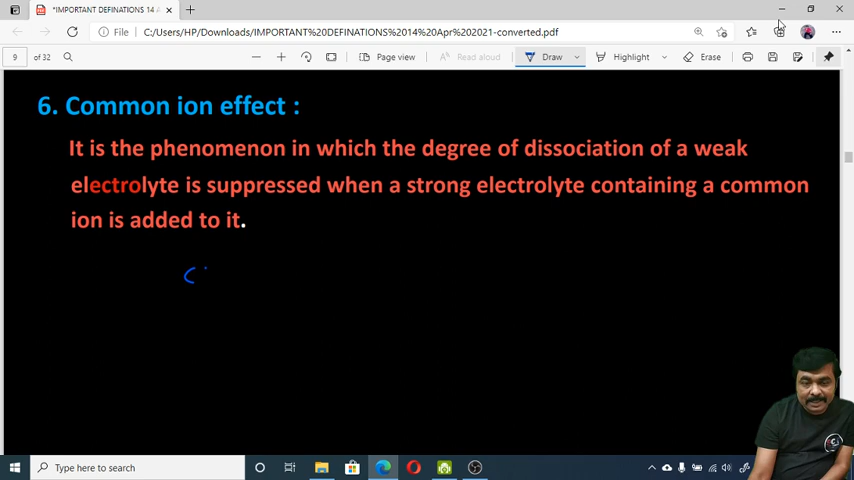 *IMPORTANT DEFINATIONS 14 A
File C:/Users/HP/Downloads/IMPORTANT%20DEFINATIONS%2014%20Apr%202021-converted.pdf
9 of 32 Page view Read aloud Draw Highlight Erase
6. Common ion effect :
It is the phenomenon in which the degree of dissociation of a weak
electrolyte is suppressed when a strong electrolyte containing a common
ion is added to it.
Type here to search